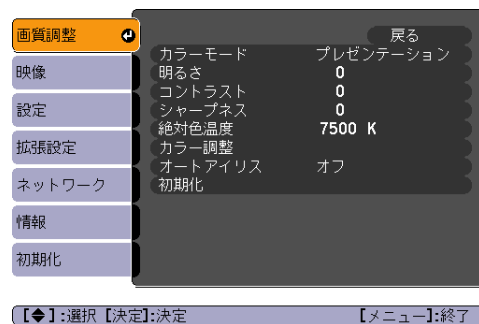 画質調整
映像
設定
拡張設定
ネットワーク
情報
初期化
戻る
カラーモード プレゼンテーション
明るさ 0
コントラスト 0
シャープネス 0
絶対色温度 7500 K
カラー調整
オートアイリス オフ
初期化
【◆】:選択 【決定】:決定 【メニュー】:終了